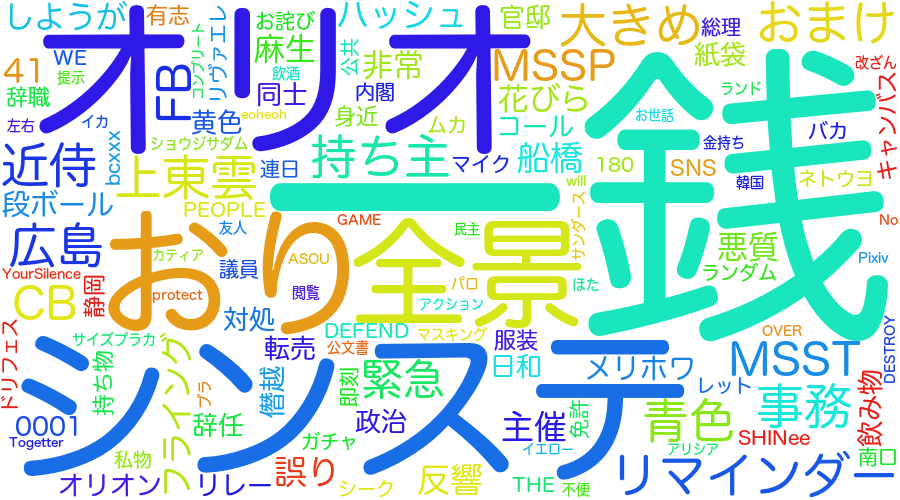 しようが
有志
お詫び
ハッシュ
官邸
大きめ
総理
おまけ
オリオ
FB
コンプリート
リヴァエレ
麻生
公共
非常
MSSP
紙袋
改ざん
WE
41
提示
辞職
飲酒
同士
内閣
身近
花びら
ランド
キャンバス
左右
イカ
黄色
eoheoh
ムカ
コール
お世話
バカ
ショウジサダム
金持ち
銭
近侍
bcxxx
上東雲
連日
持ち主
マイク
船橋
180
SNS
韓国
ネトウヨ
will
サンダース
段ボール
PEOPLE
一
GAME
民主
No
広島
おり
友人
カティア
議員
ASOU
全景
悪質
ランダム
Pixiv
YourSilence
静岡
protect
閲覧
パロ
ほた
アクション
CB
対処
DEFEND
マスキング
OVER
DESTROY
ドリフェス
サイズプラカ
転売
公文書
服装
日和
メリホワ
MSST
シンステ
持ち物
フライング
ブラ
僭越
即刻
緊急
レット
事務
飲み物
0001
辞任
政治
主催
免許
青色
SHINee
Togetter
ガチャ
イエロー
アリシア
南口
私物
オリオン
リレー
誤り
シーク
反響
THE
不便
リマインダー